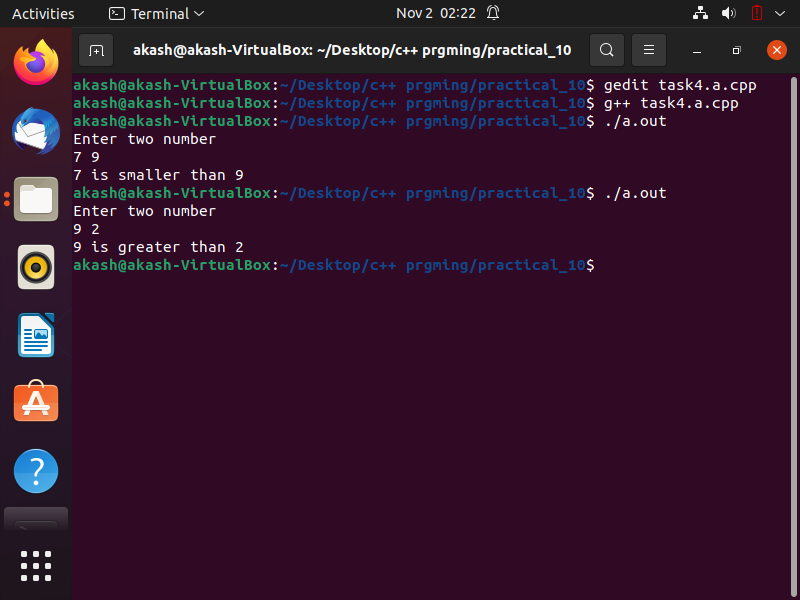 Activities Terminal Nov 2 02:22
akash@akash-VirtualBox: ~/Desktop/c++ prgming/practical_10
akash@akash-VirtualBox:~/Desktop/c++ prgming/practical_10$ gedit task4.a.cpp
akash@akash-VirtualBox:~/Desktop/c++ prgming/practical_10$ g++ task4.a.cpp
akash@akash-VirtualBox:~/Desktop/c++ prgming/practical_10$ ./a.out
Enter two number
7 9
7 is smaller than 9
akash@akash-VirtualBox:~/Desktop/c++ prgming/practical_10$ ./a.out
Enter two number
9 2
9 is greater than 2
akash@akash-VirtualBox:~/Desktop/c++ prgming/practical_10$